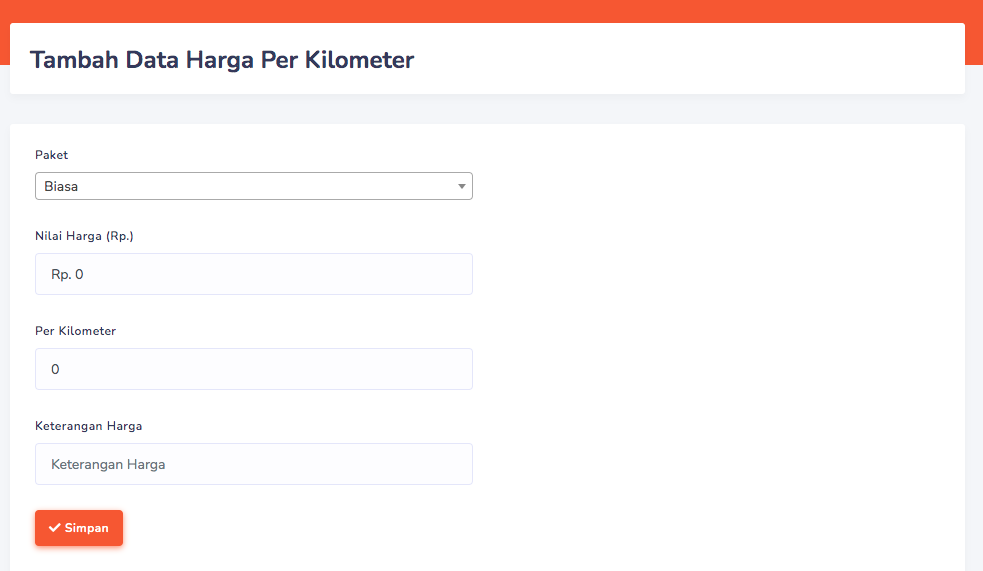 Tambah Data Harga Per Kilometer
Paket
Biasa
Nilai Harga (Rp.)
Rp. 0
Per Kilometer
0
Keterangan Harga
Keterangan Harga
Simpan